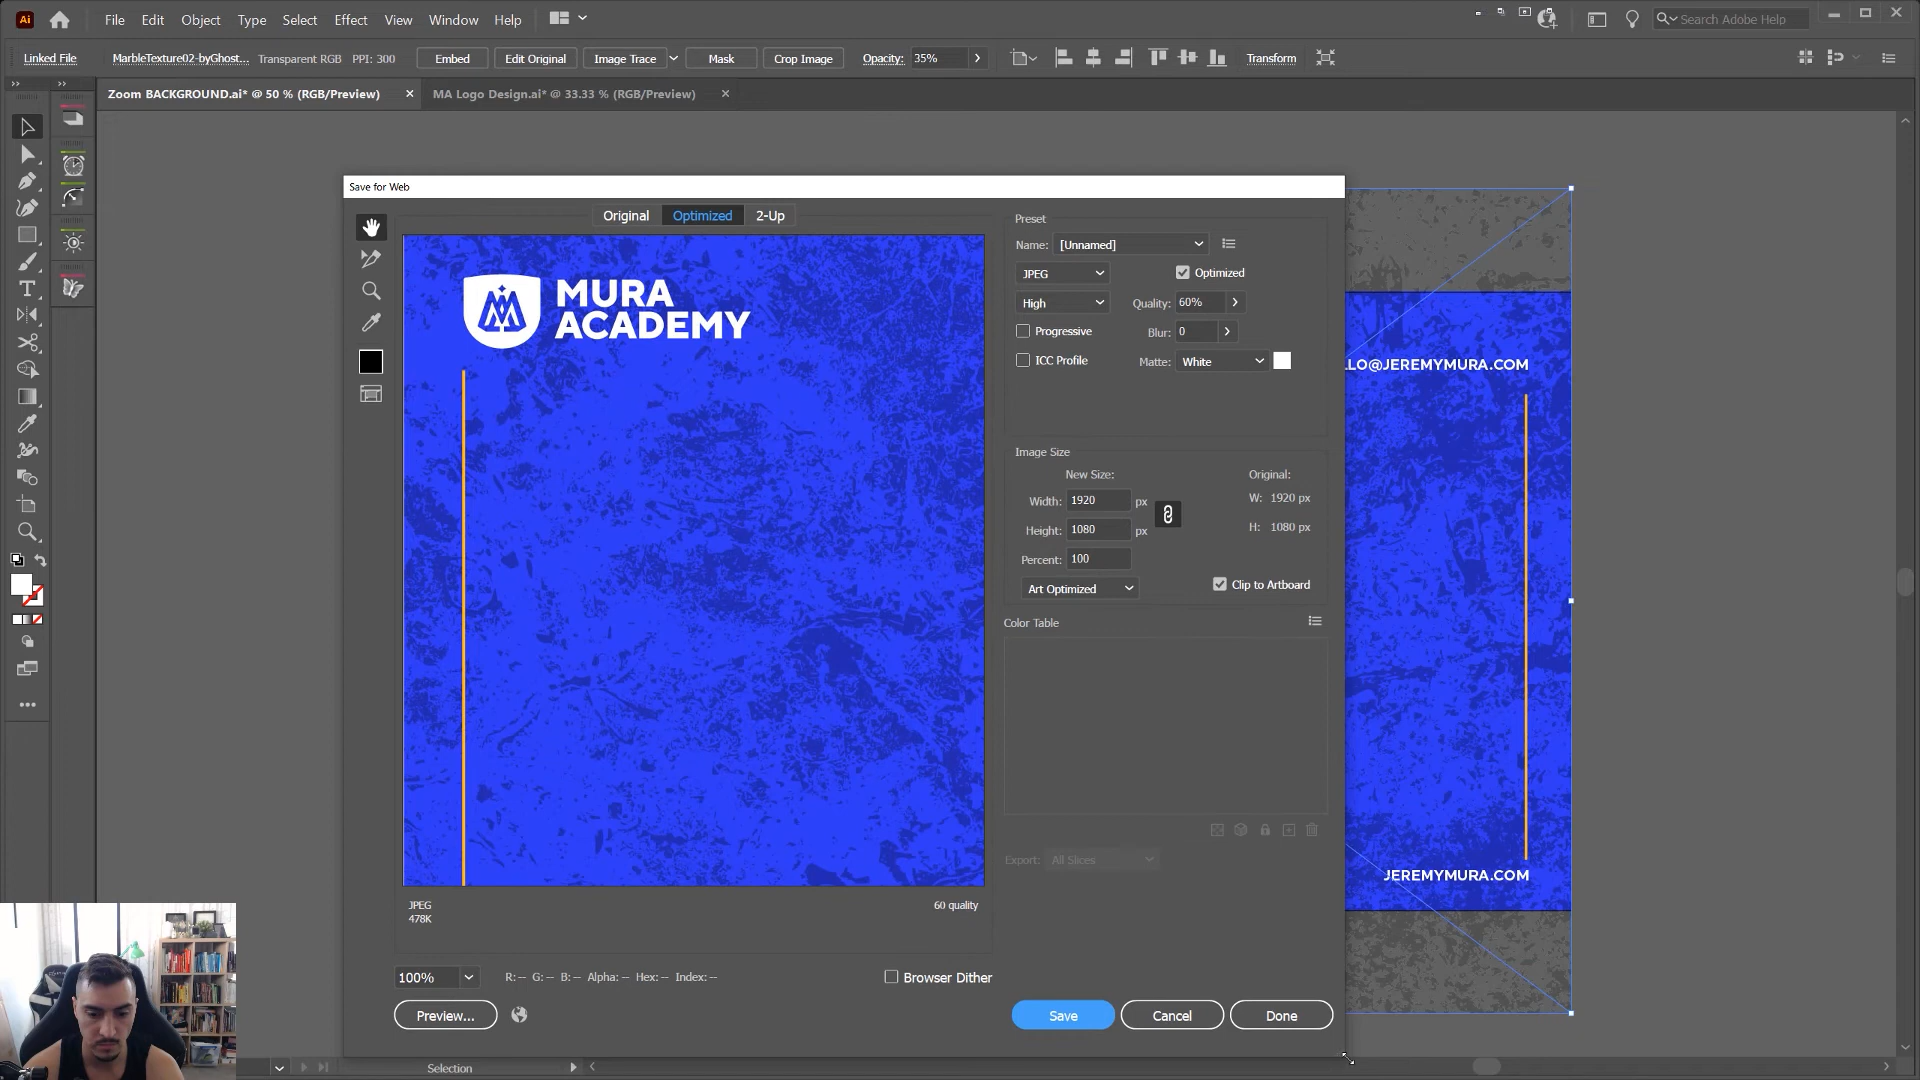 Ai File Edit Object Type Select Effect View Window Help Search Adobe Help
Linked File MarbleTexture02-byGhost... Transparent RGB PPI: 300 Embed Edit Original Image Trace Mask Crop Image Opacity: 35% Transform
Zoom BACKGROUND.ai* @ 50 % (RGB/Preview) × MA Logo Design.ai* @ 33.33 % (RGB/Preview) ×
Save for Web
Original Optimized 2-Up
MURA
ACADEMY
Preset
Name: [Unnamed]
JPEG Optimized
High Quality: 60%
Progressive Blur: 0
ICC Profile Matte: White
Image Size
New Size: Original:
Width: 1920 px W: 1920 px
Height: 1080 px H: 1080 px
Percent: 100
Art Optimized Clip to Artboard
Color Table
Export: All Slices
JPEG 60 quality
478K
100% R: -- G: -- B: -- Alpha: -- Hex: -- Index: -- Browser Dither
Preview... Save Cancel Done
LLO@JEREMYMURA.COM
JEREMYMURA.COM
Selection